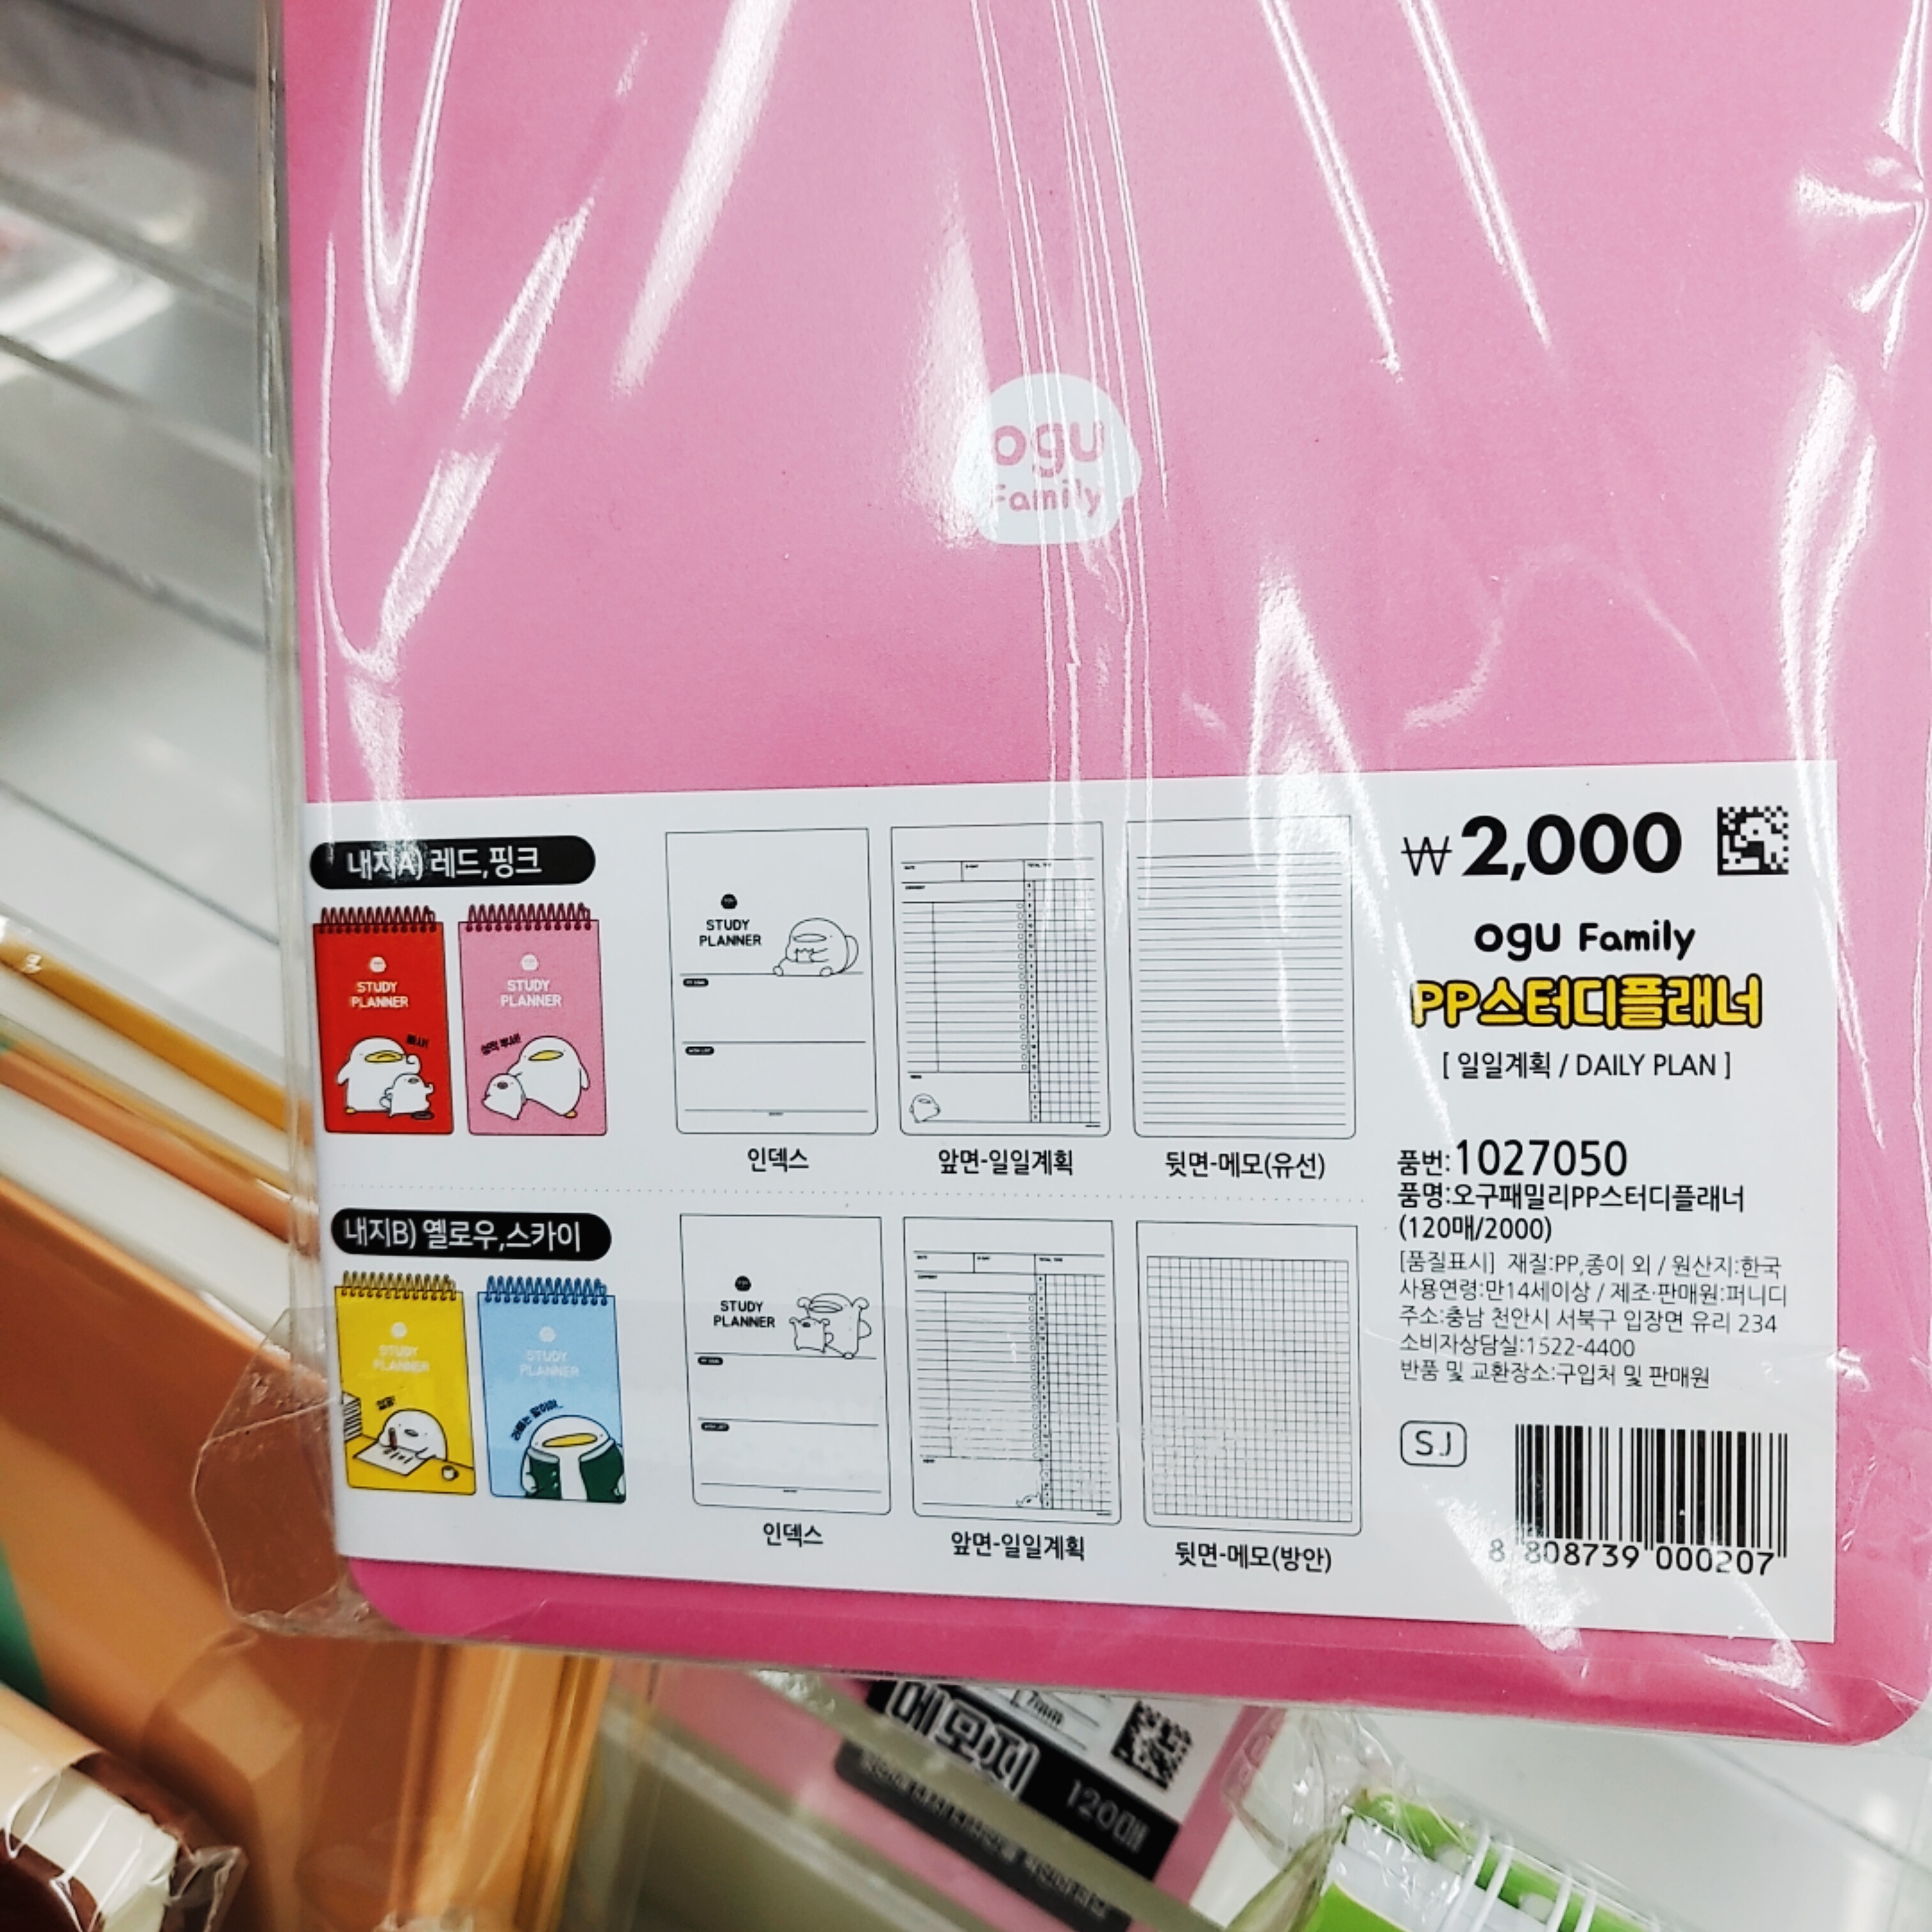 ogu
Family
내지A) 레드,핑크
STUDY
PLANNER
STUDY
PLANNER
STUDY
PLANNER
인덱스
앞면-일일계획
뒷면-메모(유선)
내지B) 옐로우,스카이
STUDY
PLANNER
STUDY
PLANNER
STUDY
PLANNER
인덱스
앞면-일일계획
뒷면-메모(방안)
₩2,000
ogu Family
PP스터디플래너
[ 일일계획 / DAILY PLAN ]
품번:1027050
품명:오구패밀리PP스터디플래너
(120매/2000)
[품질표시] 재질:PP,종이 외 / 원산지:한국
사용연령:만14세이상 / 제조·판매원:퍼니디
주소:충남 천안시 서북구 입장면 유리 234
소비자상담실:1522-4400
반품 및 교환장소:구입처 및 판매원
SJ
8 808739 000207
7mm
메모지 120매